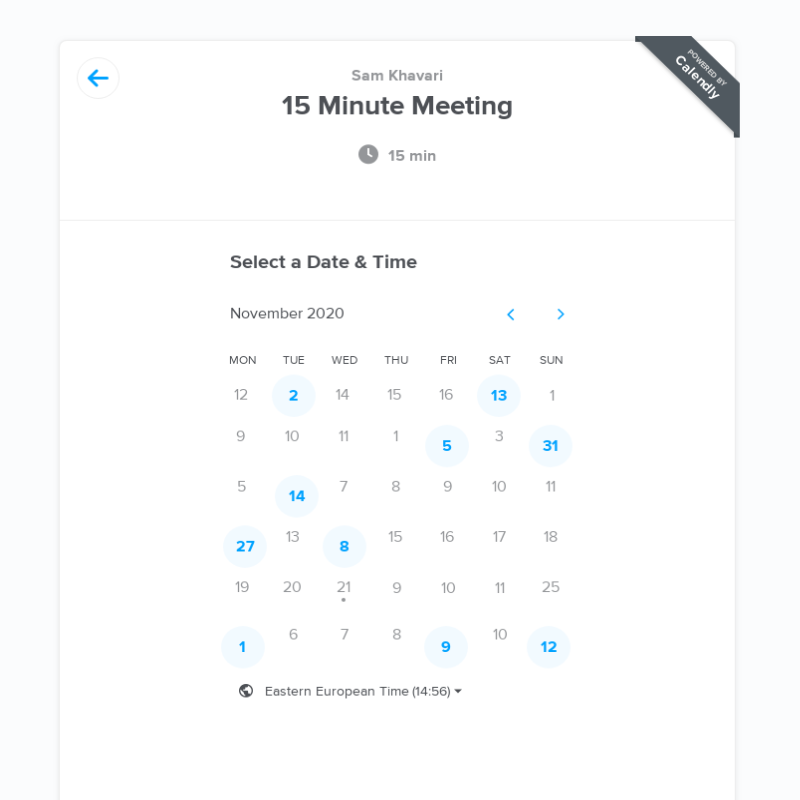 POWERED BY
Calendly
Sam Khavari
15 Minute Meeting
15 min
Select a Date & Time
November 2020
MON TUE WED THU FRI SAT SUN
12 2 14 15 16 13 1
9 10 11 1 5 3 31
5 14 7 8 9 10 11
27 13 8 15 16 17 18
19 20 21 9 10 11 25
1 6 7 8 9 10 12
Eastern European Time (14:56)